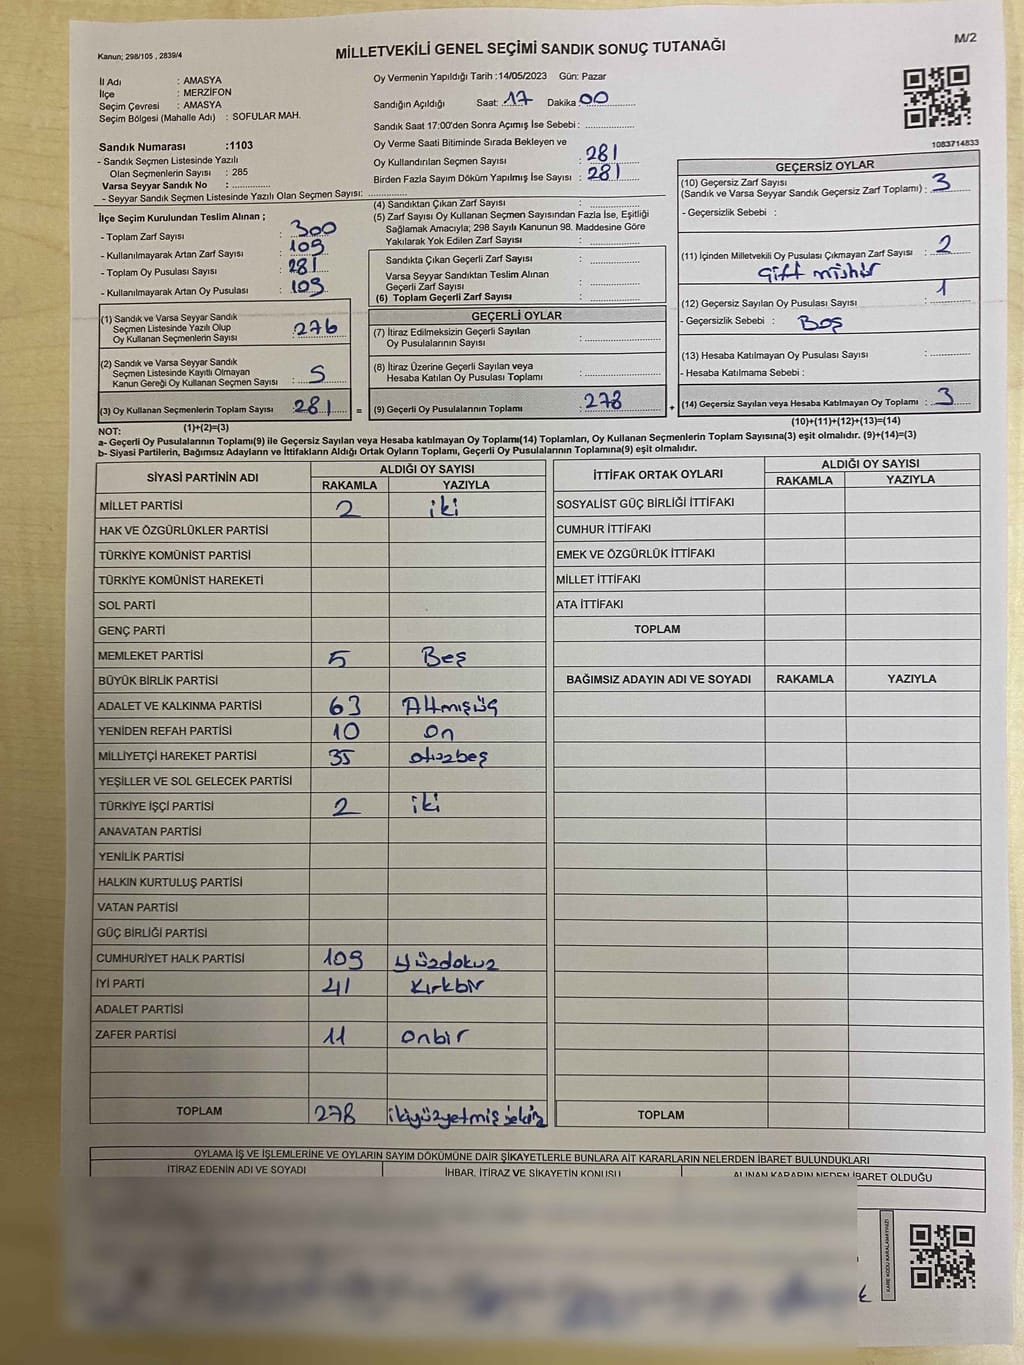 Kanun; 298/105 , 2839/4
MİLLETVEKİLİ GENEL SEÇİMİ SANDIK SONUÇ TUTANAĞI
M/2
İl Adı : AMASYA
İlçe : MERZİFON
Seçim Çevresi : AMASYA
Seçim Bölgesi (Mahalle Adı) : SOFULAR MAH.
Sandık Numarası :1103
- Sandık Seçmen Listesinde Yazılı
Olan Seçmenlerin Sayısı : 285
Varsa Seyyar Sandık No :
- Seyyar Sandık Seçmen Listesinde Yazılı Olan Seçmen Sayısı:
Oy Vermenin Yapıldığı Tarih :14/05/2023 Gün: Pazar
Sandığın Açıldığı Saat: 17 Dakika 00
Sandık Saat 17:00'den Sonra Açımış İse Sebebi :
Oy Verme Saati Bitiminde Sırada Bekleyen ve
Oy Kullandırılan Seçmen Sayısı : 281
Birden Fazla Sayım Döküm Yapılmış İse Sayısı : 281
1083714833
İlçe Seçim Kurulundan Teslim Alınan ;
- Toplam Zarf Sayısı : 300
- Kullanılmayarak Artan Zarf Sayısı : 109
- Toplam Oy Pusulası Sayısı : 281
- Kullanılmayarak Artan Oy Pusulası : 109
(1) Sandık ve Varsa Seyyar Sandık
Seçmen Listesinde Yazılı Olup
Oy Kullanan Seçmenlerin Sayısı : 276
(2) Sandık ve Varsa Seyyar Sandık
Seçmen Listesinde Kayıtlı Olmayan
Kanun Gereği Oy Kullanan Seçmen Sayısı : 5
(3) Oy Kullanan Seçmenlerin Toplam Sayısı :281
(1)+(2)=(3)
(4) Sandıktan Çıkan Zarf Sayısı :
(5) Zarf Sayısı Oy Kullanan Seçmen Sayısından Fazla İse, Eşitliği
Sağlamak Amacıyla; 298 Sayılı Kanunun 98. Maddesine Göre
Yakılarak Yok Edilen Zarf Sayısı :
Sandıkta Çıkan Geçerli Zarf Sayısı :
Varsa Seyyar Sandıktan Teslim Alınan
Geçerli Zarf Sayısı :
(6) Toplam Geçerli Zarf Sayısı :
GEÇERLİ OYLAR
(7) İtiraz Edilmeksizin Geçerli Sayılan
Oy Pusulalarının Sayısı :
(8) İtiraz Üzerine Geçerli Sayılan veya
Hesaba Katılan Oy Pusulası Toplamı :
= (9) Geçerli Oy Pusulalarının Toplamı : 278 +
GEÇERSİZ OYLAR
(10) Geçersiz Zarf Sayısı
(Sandık ve Varsa Seyyar Sandık Geçersiz Zarf Toplamı) : 3
- Geçersizlik Sebebi :
(11) İçinden Milletvekili Oy Pusulası Çıkmayan Zarf Sayısı : 2
Çift mühür
(12) Geçersiz Sayılan Oy Pusulası Sayısı : 1
- Geçersizlik Sebebi : Boş
(13) Hesaba Katılmayan Oy Pusulası Sayısı :
- Hesaba Katılmama Sebebi :
(14) Geçersiz Sayılan veya Hesaba Katılmayan Oy Toplamı : 3
(10)+(11)+(12)+(13)=(14)
NOT:
a- Geçerli Oy Pusulalarının Toplamı(9) ile Geçersiz Sayılan veya Hesaba katılmayan Oy Toplamı(14) Toplamları, Oy Kullanan Seçmenlerin Toplam Sayısına(3) eşit olmalıdır. (9)+(14)=(3)
b- Siyasi Partilerin, Bağımsız Adayların ve İttifakların Aldığı Ortak Oyların Toplamı, Geçerli Oy Pusulalarının Toplamına(9) eşit olmalıdır.
SİYASİ PARTİNİN ADI ALDIĞI OY SAYISI
RAKAMLA YAZIYLA
MİLLET PARTİSİ 2 iki
HAK VE ÖZGÜRLÜKLER PARTİSİ
TÜRKİYE KOMÜNİST PARTİSİ
TÜRKİYE KOMÜNİST HAREKETİ
SOL PARTİ
GENÇ PARTİ
MEMLEKET PARTİSİ 5 Beş
BÜYÜK BİRLİK PARTİSİ
ADALET VE KALKINMA PARTİSİ 63 Altmışüç
YENİDEN REFAH PARTİSİ 10 On
MİLLİYETÇİ HAREKET PARTİSİ 35 otuzbeş
YEŞİLLER VE SOL GELECEK PARTİSİ
TÜRKİYE İŞÇİ PARTİSİ 2 iki
ANAVATAN PARTİSİ
YENİLİK PARTİSİ
HALKIN KURTULUŞ PARTİSİ
VATAN PARTİSİ
GÜÇ BİRLİĞİ PARTİSİ
CUMHURİYET HALK PARTİSİ 109 yüzdokuz
İYİ PARTİ 41 Kırkbir
ADALET PARTİSİ
ZAFER PARTİSİ 11 onbir
TOPLAM 278 ikiyüzyetmiş sekiz
İTTİFAK ORTAK OYLARI ALDIĞI OY SAYISI
RAKAMLA YAZIYLA
SOSYALİST GÜÇ BİRLİĞİ İTTİFAKI
CUMHUR İTTİFAKI
EMEK VE ÖZGÜRLÜK İTTİFAKI
MİLLET İTTİFAKI
ATA İTTİFAKI
TOPLAM
BAĞIMSIZ ADAYIN ADI VE SOYADI RAKAMLA YAZIYLA
TOPLAM
OYLAMA İŞ VE İŞLEMLERİNE VE OYLARIN SAYIM DÖKÜMÜNE DAİR ŞİKAYETLERLE BUNLARA AİT KARARLARIN NELERDEN İBARET BULUNDUKLARI
İTİRAZ EDENİN ADI VE SOYADI İHBAR, İTİRAZ VE ŞİKAYETİN KONUSU ALINAN KARARIN NEDEN İBARET OLDUĞU
KARE KODU KARALAMAYINIZ!